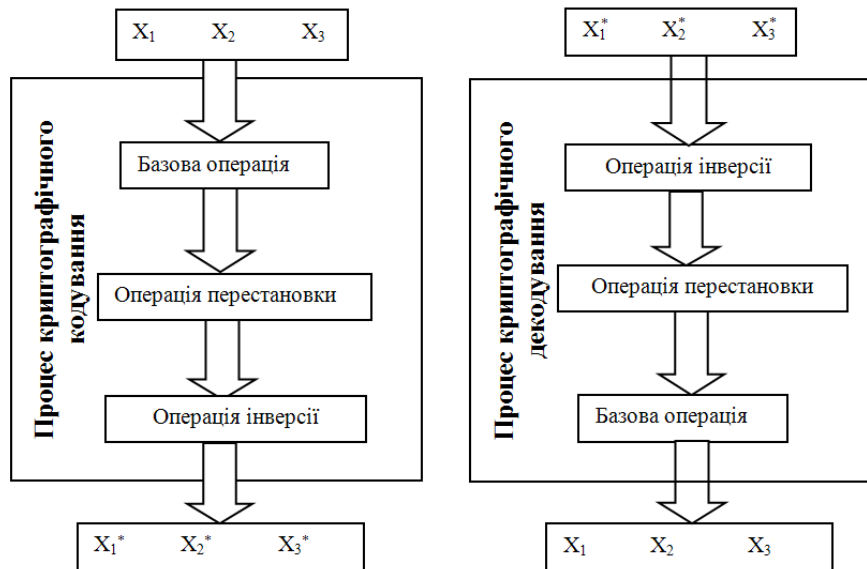 X₁ X₂ X₃
Процес криптографічного
кодування
Базова операція
Операція перестановки
Операція інверсії
X₁* X₂* X₃*
X₁* X₂* X₃*
Процес криптографічного
декодування
Операція інверсії
Операція перестановки
Базова операція
X₁ X₂ X₃